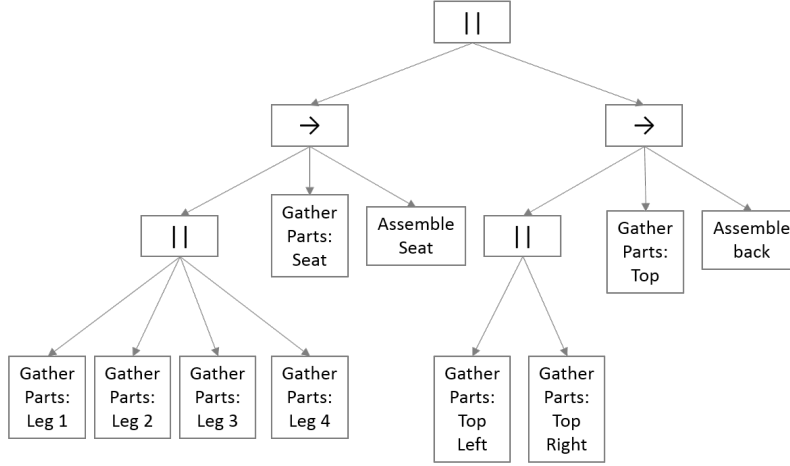 ||
→
→
||
Gather
Parts:
Seat
Assemble
Seat
||
Gather
Parts:
Top
Assemble
back
Gather
Parts:
Leg 1
Gather
Parts:
Leg 2
Gather
Parts:
Leg 3
Gather
Parts:
Leg 4
Gather
Parts:
Top
Left
Gather
Parts:
Top
Right